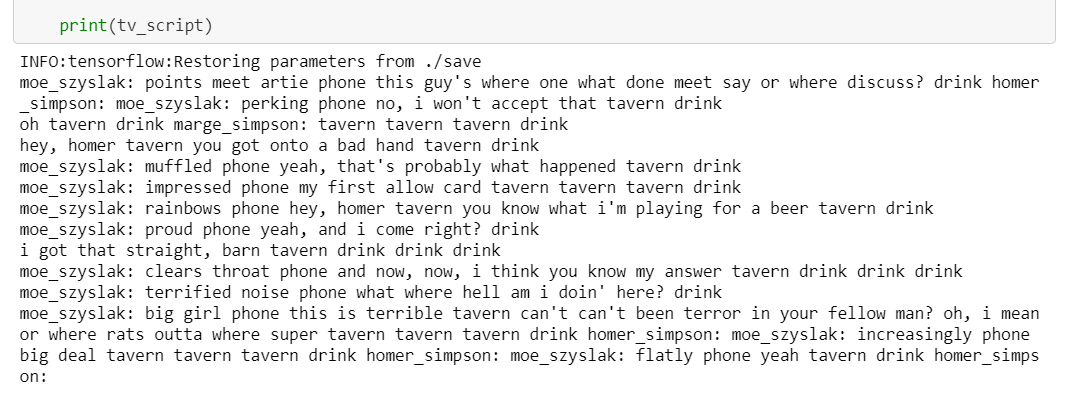 print(tv_script)
INFO:tensorflow:Restoring parameters from ./save
moe_szyslak: points meet artie phone this guy's where one what done meet say or where discuss? drink homer
_simpson: moe_szyslak: perking phone no, i won't accept that tavern drink
oh tavern drink marge_simpson: tavern tavern tavern drink
hey, homer tavern you got onto a bad hand tavern drink
moe_szyslak: muffled phone yeah, that's probably what happened tavern drink
moe_szyslak: impressed phone my first allow card tavern tavern tavern drink
moe_szyslak: rainbows phone hey, homer tavern you know what i'm playing for a beer tavern drink
moe_szyslak: proud phone yeah, and i come right? drink
i got that straight, barn tavern drink drink drink
moe_szyslak: clears throat phone and now, now, i think you know my answer tavern drink drink drink
moe_szyslak: terrified noise phone what where hell am i doin' here? drink
moe_szyslak: big girl phone this is terrible tavern can't can't been terror in your fellow man? oh, i mean
or where rats outta where super tavern tavern tavern drink homer_simpson: moe_szyslak: increasingly phone
big deal tavern tavern tavern drink homer_simpson: moe_szyslak: flatly phone yeah tavern drink homer_simps
on: